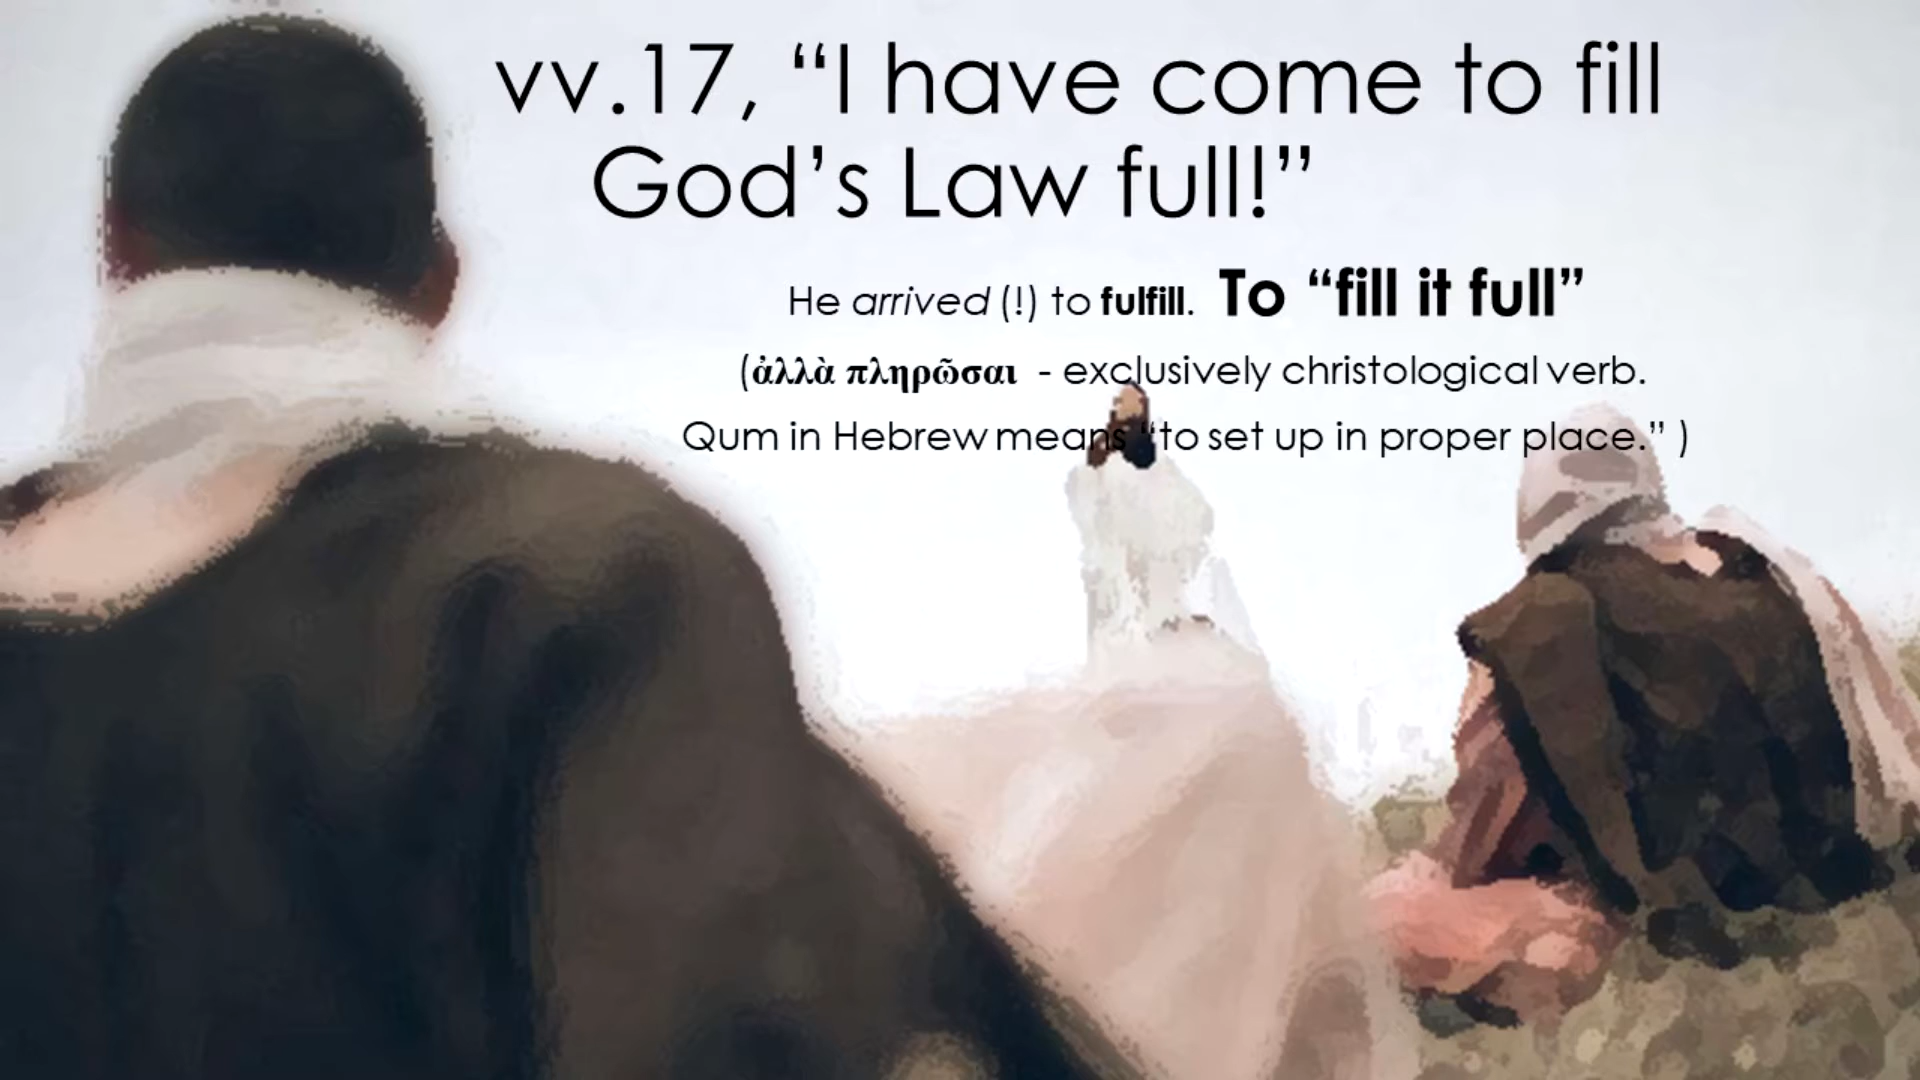 vv.17, “I have come to fill
God’s Law full!”
He arrived (!) to fulfill. To “fill it full”
(ἀλλὰ πληρῶσαι - exclusively christological verb.
Qum in Hebrew means “to set up in proper place.” )